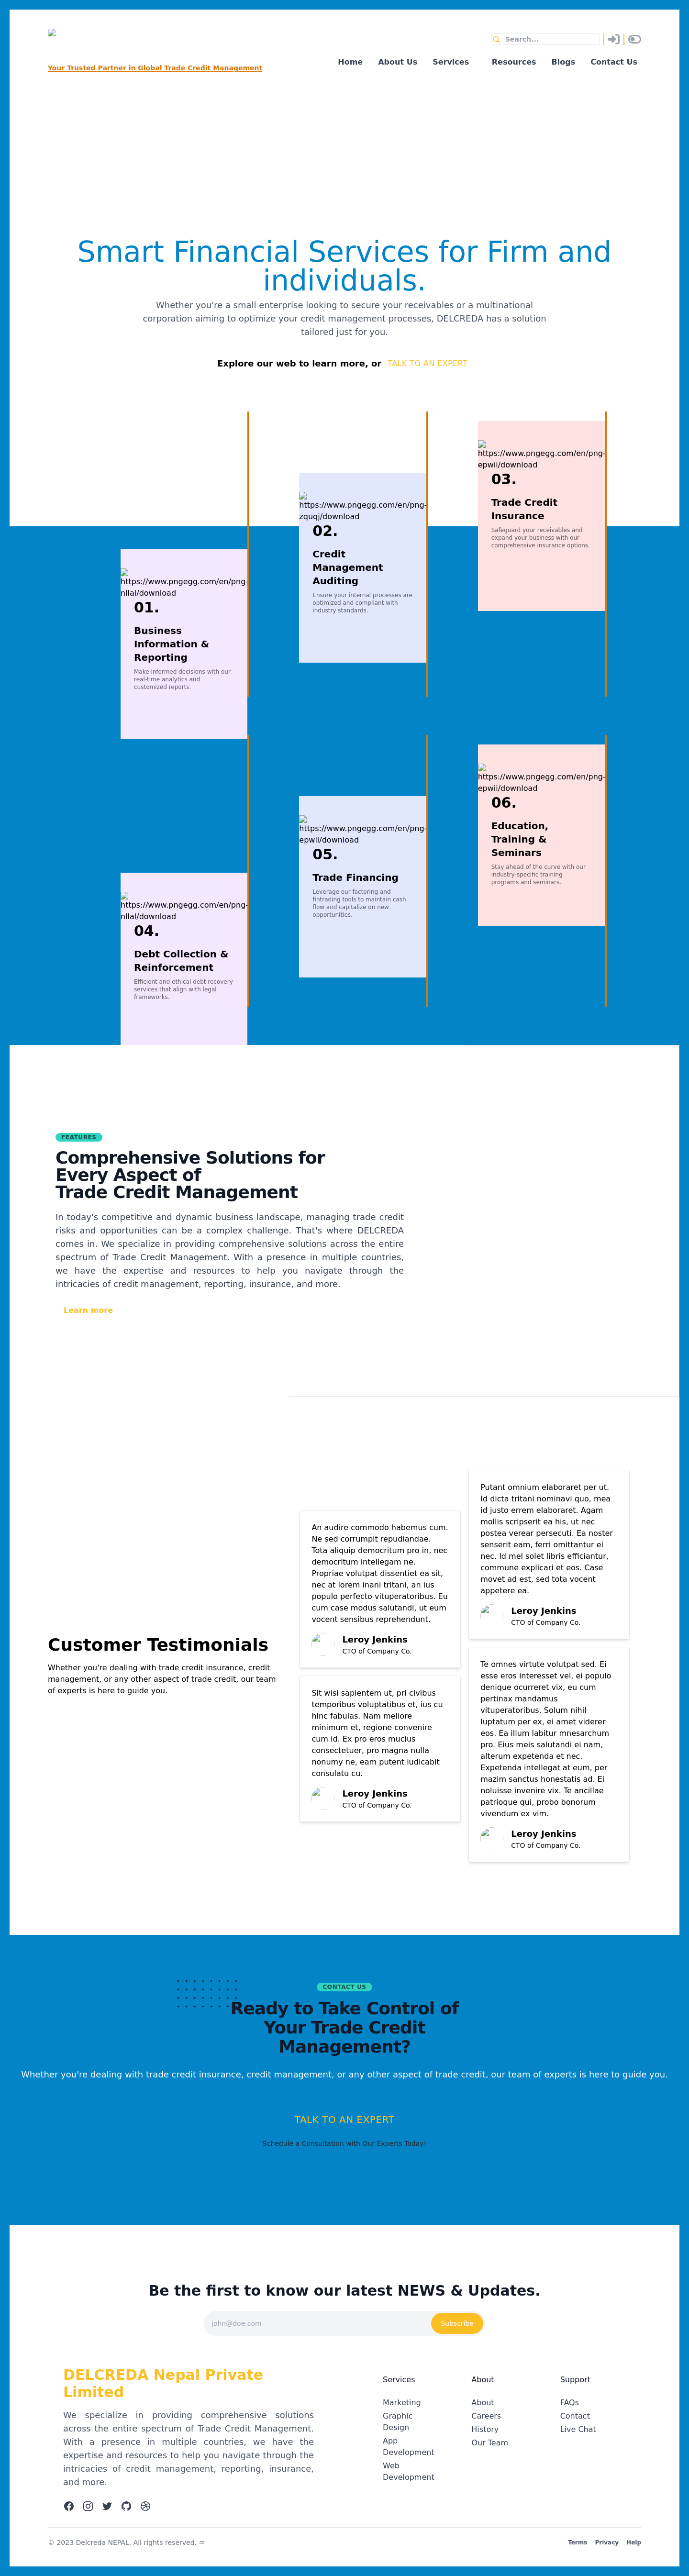 Search...
Your Trusted Partner in Global Trade Credit Management
Home About Us Services Resources Blogs Contact Us
Smart Financial Services for Firm and
individuals.
Whether you're a small enterprise looking to secure your receivables or a multinational
corporation aiming to optimize your credit management processes, DELCREDA has a solution
tailored just for you.
Explore our web to learn more, or TALK TO AN EXPERT
https://www.pngegg.com/en/png-
nllal/download
01.
Business
Information &
Reporting
Make informed decisions with our
real-time analytics and
customized reports.
https://www.pngegg.com/en/png-
zquqj/download
02.
Credit
Management
Auditing
Ensure your internal processes are
optimized and compliant with
industry standards.
https://www.pngegg.com/en/png-
epwii/download
03.
Trade Credit
Insurance
Safeguard your receivables and
expand your business with our
comprehensive insurance options.
https://www.pngegg.com/en/png-
nllal/download
04.
Debt Collection &
Reinforcement
Efficient and ethical debt recovery
services that align with legal
frameworks.
https://www.pngegg.com/en/png-
epwii/download
05.
Trade Financing
Leverage our factoring and
fintrading tools to maintain cash
flow and capitalize on new
opportunities.
https://www.pngegg.com/en/png-
epwii/download
06.
Education,
Training &
Seminars
Stay ahead of the curve with our
industry-specific training
programs and seminars.
FEATURES
Comprehensive Solutions for
Every Aspect of
Trade Credit Management
In today's competitive and dynamic business landscape, managing trade credit
risks and opportunities can be a complex challenge. That's where DELCREDA
comes in. We specialize in providing comprehensive solutions across the entire
spectrum of Trade Credit Management. With a presence in multiple countries,
we have the expertise and resources to help you navigate through the
intricacies of credit management, reporting, insurance, and more.
Learn more
Customer Testimonials
Whether you're dealing with trade credit insurance, credit
management, or any other aspect of trade credit, our team
of experts is here to guide you.
An audire commodo habemus cum.
Ne sed corrumpit repudiandae.
Tota aliquip democritum pro in, nec
democritum intellegam ne.
Propriae volutpat dissentiet ea sit,
nec at lorem inani tritani, an ius
populo perfecto vituperatoribus. Eu
cum case modus salutandi, ut eum
vocent sensibus reprehendunt.
Leroy Jenkins
CTO of Company Co.
Sit wisi sapientem ut, pri civibus
temporibus voluptatibus et, ius cu
hinc fabulas. Nam meliore
minimum et, regione convenire
cum id. Ex pro eros mucius
consectetuer, pro magna nulla
nonumy ne, eam putent iudicabit
consulatu cu.
Leroy Jenkins
CTO of Company Co.
Putant omnium elaboraret per ut.
Id dicta tritani nominavi quo, mea
id justo errem elaboraret. Agam
mollis scripserit ea his, ut nec
postea verear persecuti. Ea noster
senserit eam, ferri omittantur ei
nec. Id mel solet libris efficiantur,
commune explicari et eos. Case
movet ad est, sed tota vocent
appetere ea.
Leroy Jenkins
CTO of Company Co.
Te omnes virtute volutpat sed. Ei
esse eros interesset vel, ei populo
denique ocurreret vix, eu cum
pertinax mandamus
vituperatoribus. Solum nihil
luptatum per ex, ei amet viderer
eos. Ea illum labitur mnesarchum
pro. Eius meis salutandi ei nam,
alterum expetenda et nec.
Expetenda intellegat at eum, per
mazim sanctus honestatis ad. Ei
noluisse invenire vix. Te ancillae
patrioque qui, probo bonorum
vivendum ex vim.
Leroy Jenkins
CTO of Company Co.
CONTACT US
Ready to Take Control of
Your Trade Credit
Management?
Whether you're dealing with trade credit insurance, credit management, or any other aspect of trade credit, our team of experts is here to guide you.
TALK TO AN EXPERT
Schedule a Consultation with Our Experts Today!
Be the first to know our latest NEWS & Updates.
john@doe.com Subscribe
DELCREDA Nepal Private
Limited
We specialize in providing comprehensive solutions
across the entire spectrum of Trade Credit Management.
With a presence in multiple countries, we have the
expertise and resources to help you navigate through the
intricacies of credit management, reporting, insurance,
and more.
Services
Marketing
Graphic
Design
App
Development
Web
Development
About
About
Careers
History
Our Team
Support
FAQs
Contact
Live Chat
© 2023 Delcreda NEPAL. All rights reserved. ≃
Terms Privacy Help